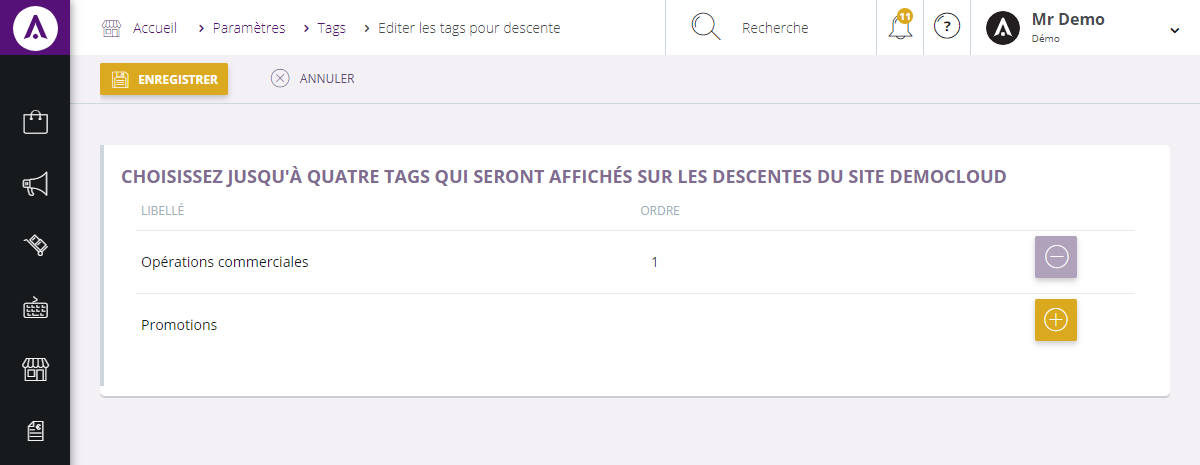 Accueil > Paramètres > Tags > Editer les tags pour descente
Recherche
11
?
Mr Demo
Démo
ENREGISTRER
ANNULER
CHOISISSEZ JUSQU'À QUATRE TAGS QUI SERONT AFFICHÉS SUR LES DESCENTES DU SITE DEMOCLOUD
LIBELLÉ ORDRE
Opérations commerciales 1
Promotions